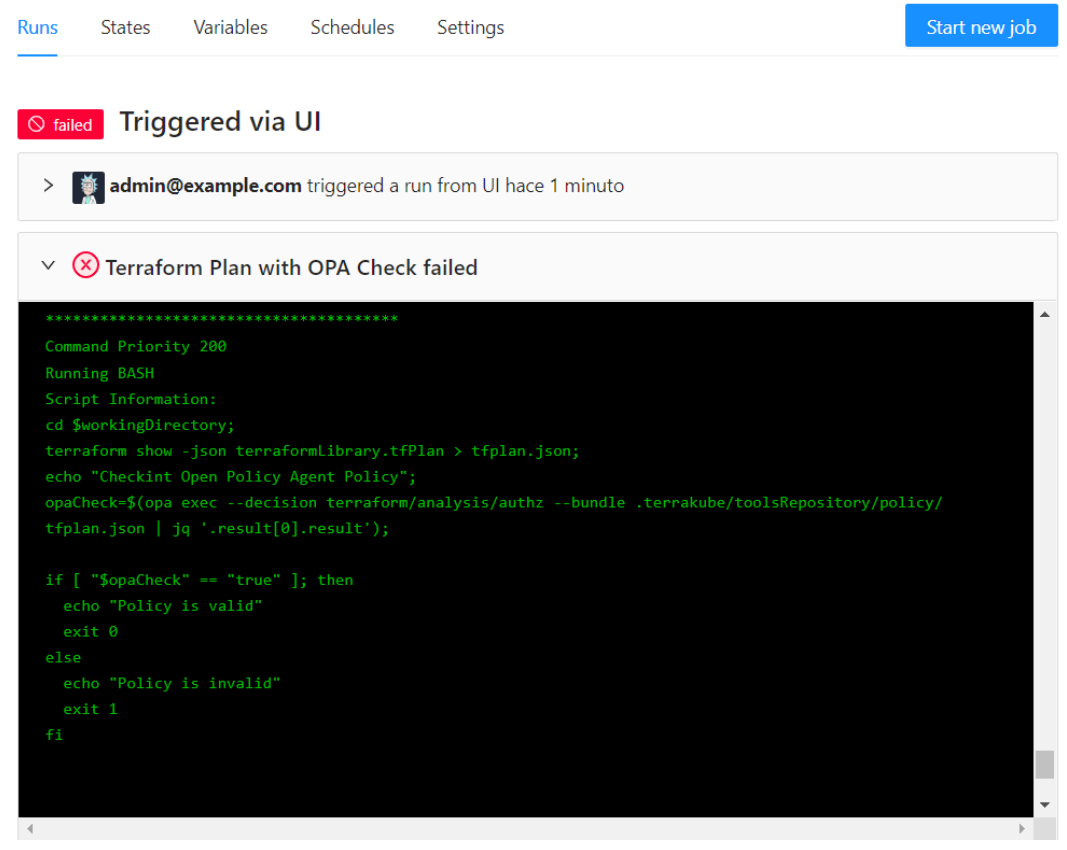 Runs States Variables Schedules Settings Start new job
failed Triggered via UI
admin@example.com triggered a run from UI hace 1 minuto
Terraform Plan with OPA Check failed
***************************************
Command Priority 200
Running BASH
Script Information:
cd $workingDirectory;
terraform show -json terraformLibrary.tfPlan > tfplan.json;
echo "Checkint Open Policy Agent Policy";
opaCheck=$(opa exec --decision terraform/analysis/authz --bundle .terrakube/toolsRepository/policy/
tfplan.json | jq '.result[0].result');
if [ "$opaCheck" == "true" ]; then
echo "Policy is valid"
exit 0
else
echo "Policy is invalid"
exit 1
fi